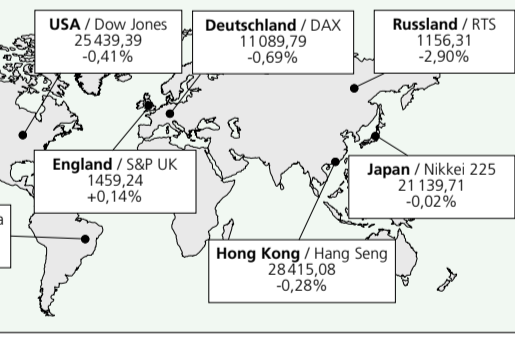 USA / Dow Jones
25 439,39
-0,41%
Deutschland / DAX
11 089,79
-0,69%
Russland / RTS
1156,31
-2,90%
England / S&P UK
1459,24
+0,14%
Japan / Nikkei 225
21 139,71
-0,02%
a
Hong Kong / Hang Seng
28 415,08
-0,28%